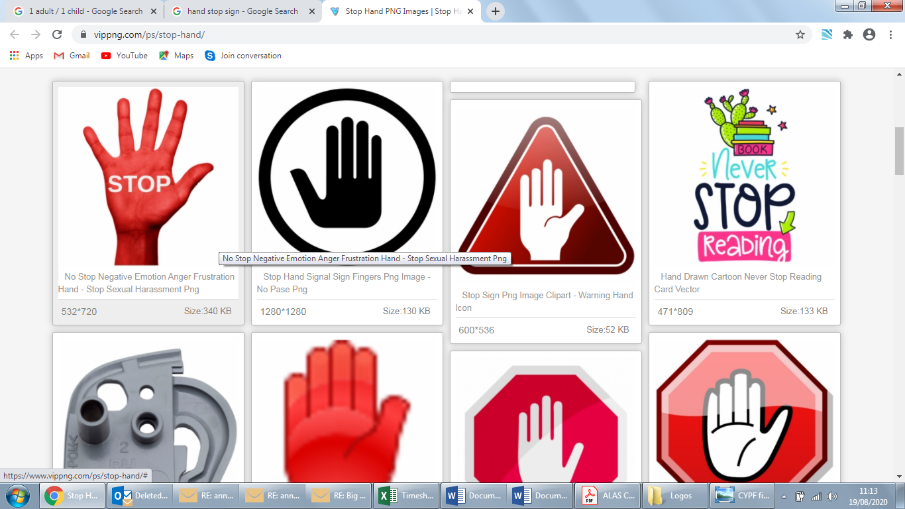 1 adult / 1 child - Google Search
hand stop sign - Google Search
Stop Hand PNG Images | Stop H
vippng.com/ps/stop-hand/
Apps
Gmail
YouTube
Maps
Join conversation
STOP
BOOK
Never
STOP
Reading
No Stop Negative Emotion Anger Frustration Hand - Stop Sexual Harassment Png
No Stop Negative Emotion Anger Frustration
Hand - Stop Sexual Harassment Png
532*720
Size:340 KB
Stop Hand Signal Sign Fingers Png Image -
No Pase Png
1280*1280
Size:130 KB
Stop Sign Png Image Clipart - Warning Hand
Icon
600*536
Size:52 KB
Hand Drawn Cartoon Never Stop Reading
Card Vector
471*809
Size:133 KB
2
https://www.vippng.com/ps/stop-hand/#
Stop H...
Deleted...
RE: ann...
RE: ann...
RE: Big ...
Timesh...
Docum...
Docum...
ALAS C...
Logos
CYPF fi...
11:13
19/08/2020